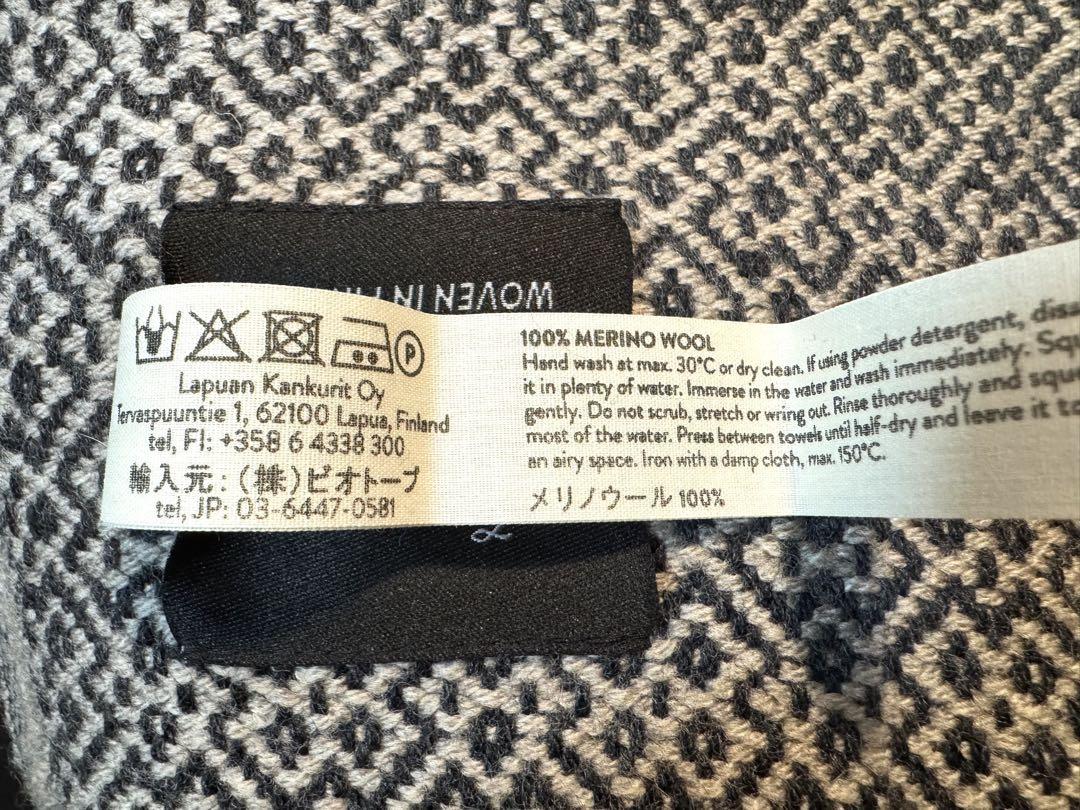 WOVEN IN
Lapuan Kankurit Oy
Tervaspuuntie 1, 62100 Lapua, Finland
tel, FI: +358 6 4338 300
輸入元:(株)ビオトープ
tel, JP: 03-6447-0581
P
100% MERINO WOOL
Hand wash at max. 30°C or dry clean. If using powder detergent,
it in plenty of water. Immerse in the water and wash immediately.
gently. Do not scrub, stretch or wring out. Rinse thoroughly and
most of the water. Press between towels until half-dry and leave it
an airy space. Iron with a damp cloth, max. 150°C.
メリノウール 100%